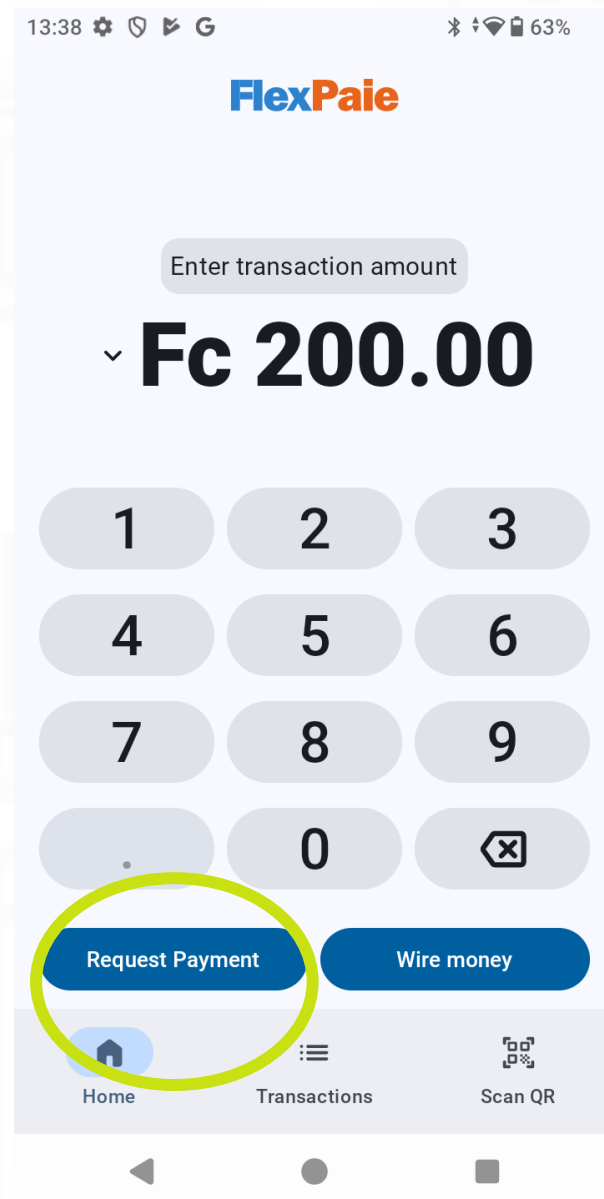 13:38 63%
FlexPaie
Enter transaction amount
Fc 200.00
1 2 3
4 5 6
7 8 9
. 0
Request Payment Wire money
Home Transactions Scan QR